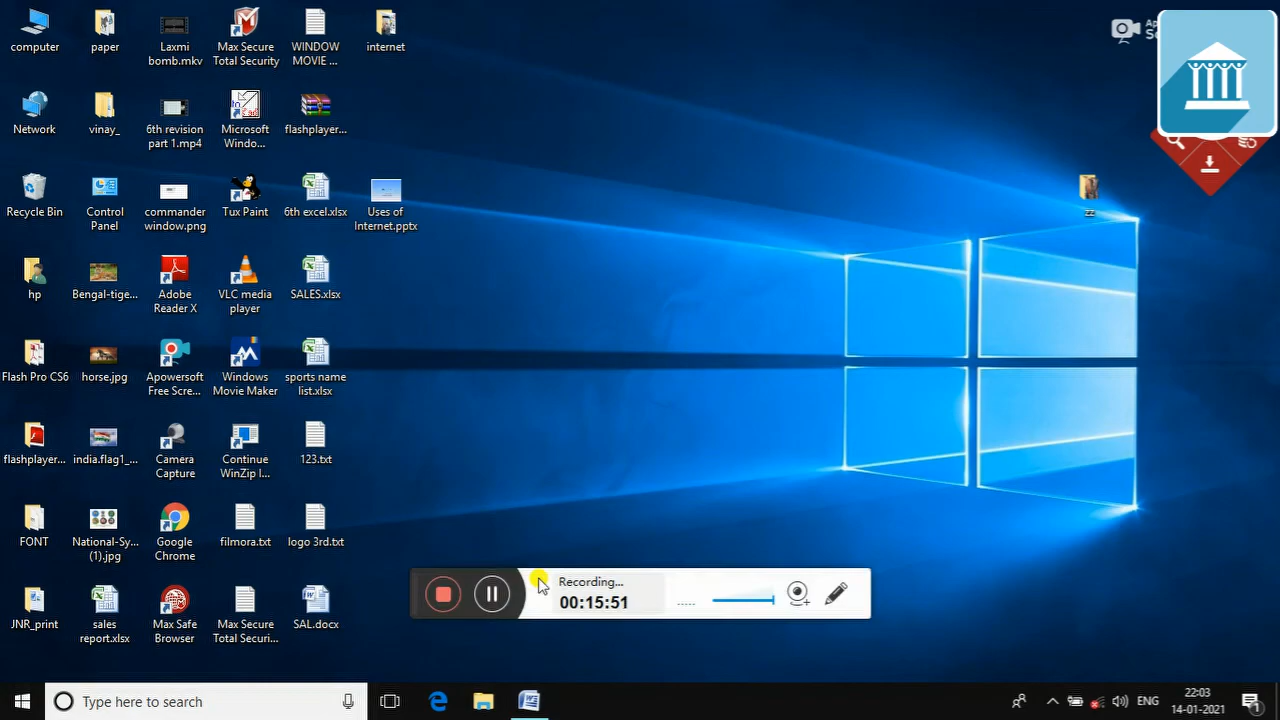 computer
paper
Laxmi
bomb.mkv
Max Secure
Total Security
WINDOW
MOVIE ...
internet
Network
vinay_
6th revision
part 1.mp4
Microsoft
Windo...
flashplayer...
Recycle Bin
Control
Panel
commander
window.png
Tux Paint
6th excel.xlsx
Uses of
Internet.pptx
zz
hp
Bengal-tige...
Adobe
Reader X
VLC media
player
SALES.xlsx
Flash Pro CS6
horse.jpg
Apowersoft
Free Scre...
Windows
Movie Maker
sports name
list.xlsx
flashplayer...
india.flag1_...
Camera
Capture
Continue
WinZip I...
123.txt
FONT
National-Sy...
(1).jpg
Google
Chrome
filmora.txt
logo 3rd.txt
Recording...
00:15:51
JNR_print
sales
report.xlsx
Max Safe
Browser
Max Secure
Total Securi...
SAL.docx
Type here to search
ENG
22:03
14-01-2021
1